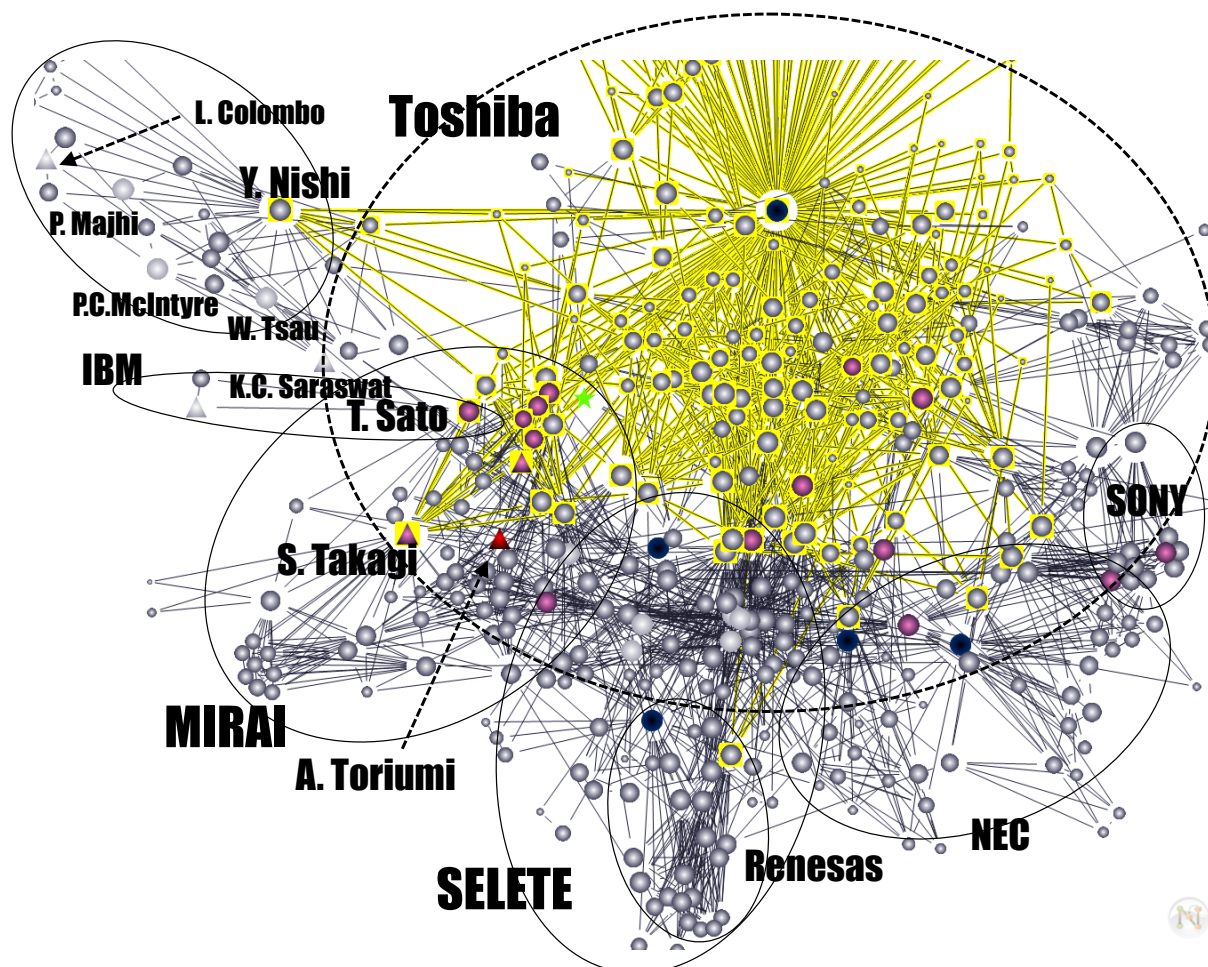 L. Colombo
Toshiba
Y. Nishi
P. Majhi
P.C.McIntyre
W. Tsau
IBM
K.C. Saraswat
T. Sato
SONY
S. Takagi
MIRAI
A. Toriumi
NEC
Renesas
SELETE
N